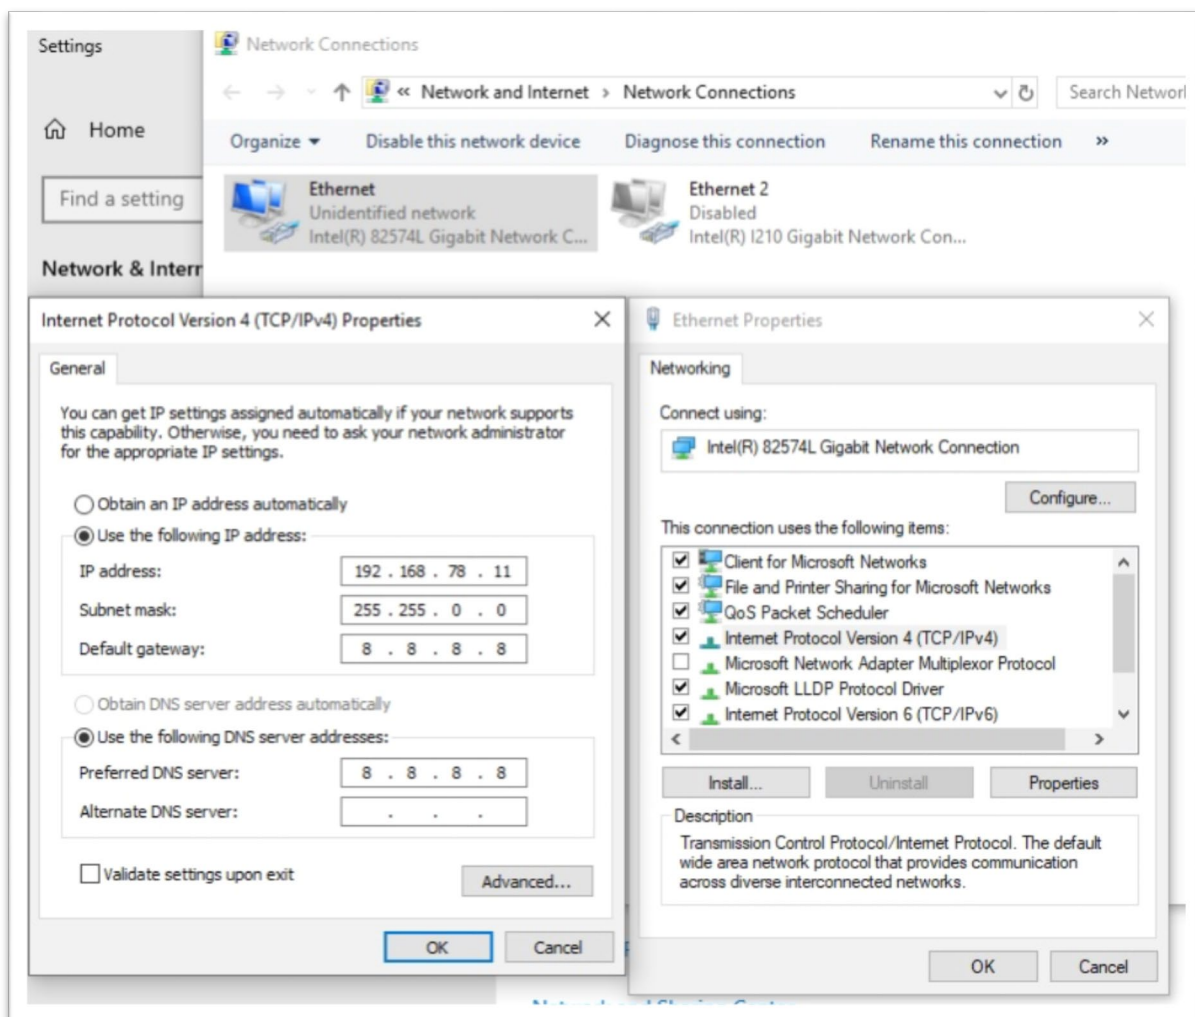 Settings
Network Connections
« Network and Internet > Network Connections
Search Networ
Home
Organize
Disable this network device
Diagnose this connection
Rename this connection
»
Find a setting
Ethernet
Unidentified network
Intel(R) 82574L Gigabit Network C...
Ethernet 2
Disabled
Intel(R) I210 Gigabit Network Con...
Network & Intern
Internet Protocol Version 4 (TCP/IPv4) Properties
General
You can get IP settings assigned automatically if your network supports
this capability. Otherwise, you need to ask your network administrator
for the appropriate IP settings.
Obtain an IP address automatically
Use the following IP address:
IP address: 192 . 168 . 78 . 11
Subnet mask: 255 . 255 . 0 . 0
Default gateway: 8 . 8 . 8 . 8
Obtain DNS server address automatically
Use the following DNS server addresses:
Preferred DNS server: 8 . 8 . 8 . 8
Alternate DNS server: . . .
Validate settings upon exit
Advanced...
OK
Cancel
Ethernet Properties
Networking
Connect using:
Intel(R) 82574L Gigabit Network Connection
Configure...
This connection uses the following items:
Client for Microsoft Networks
File and Printer Sharing for Microsoft Networks
QoS Packet Scheduler
Internet Protocol Version 4 (TCP/IPv4)
Microsoft Network Adapter Multiplexor Protocol
Microsoft LLDP Protocol Driver
Internet Protocol Version 6 (TCP/IPv6)
Install...
Uninstall
Properties
Description
Transmission Control Protocol/Internet Protocol. The default
wide area network protocol that provides communication
across diverse interconnected networks.
OK
Cancel
Network and Sharing Center